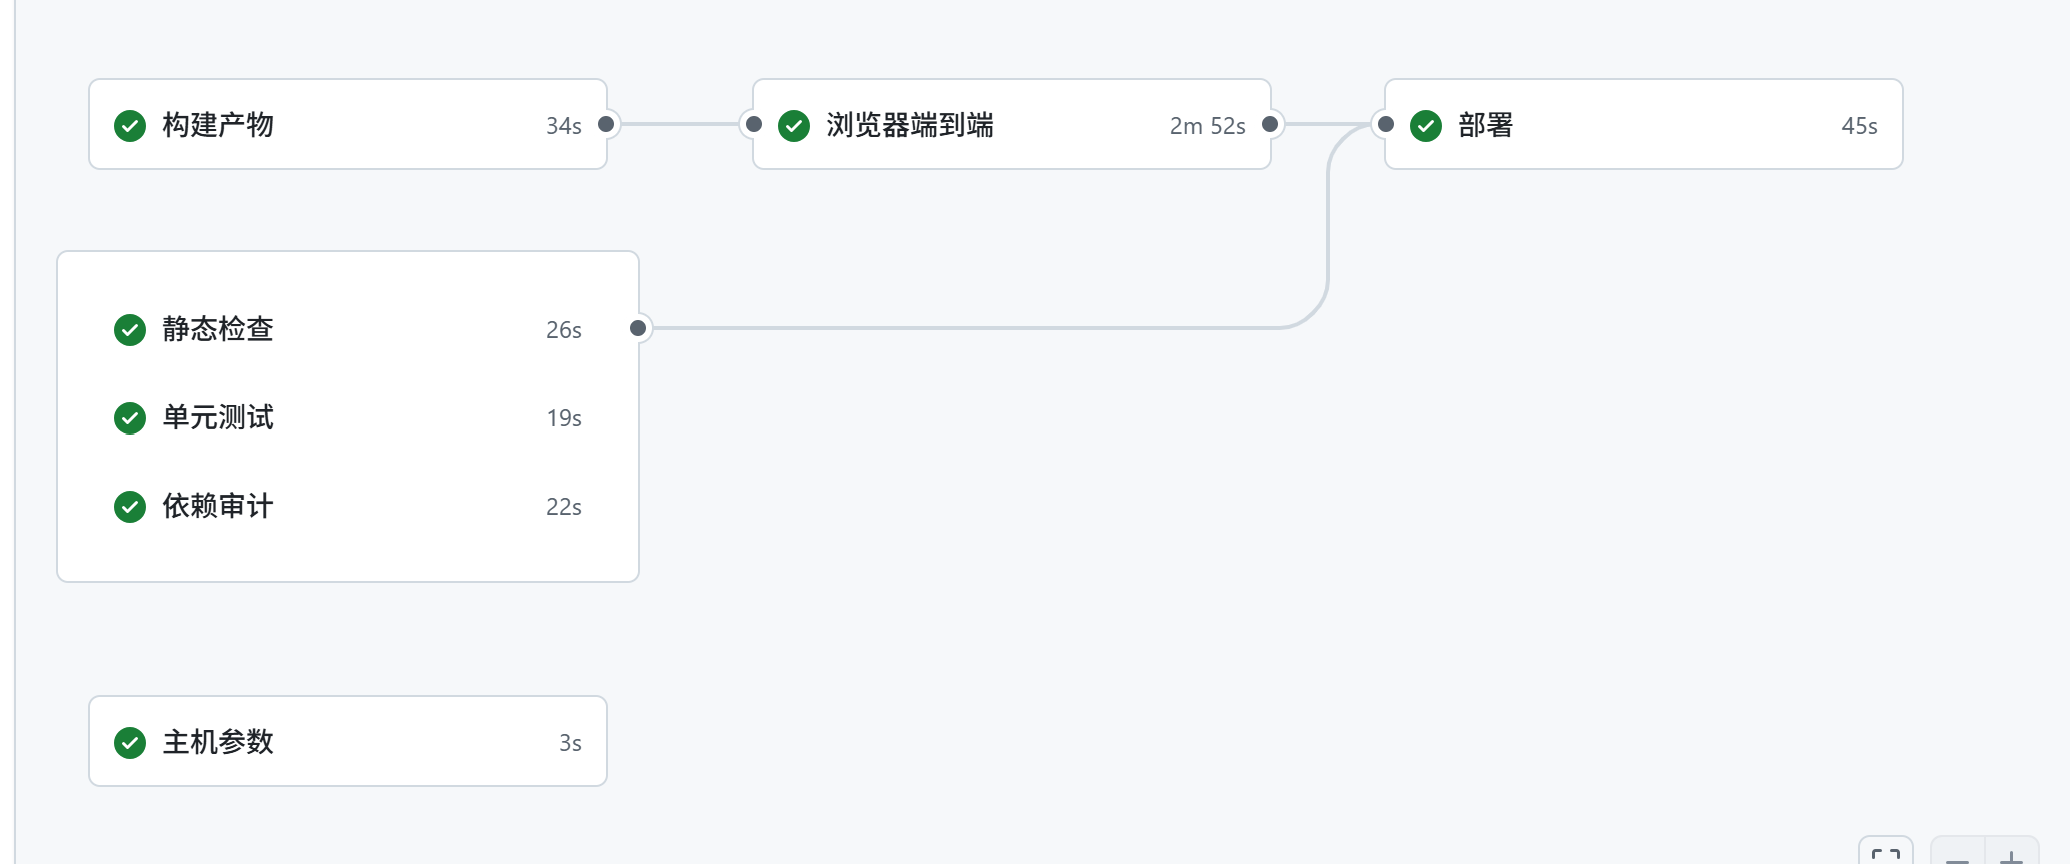 构建产物 34s
浏览器端到端 2m 52s
部署 45s
静态检查 26s
单元测试 19s
依赖审计 22s
主机参数 3s